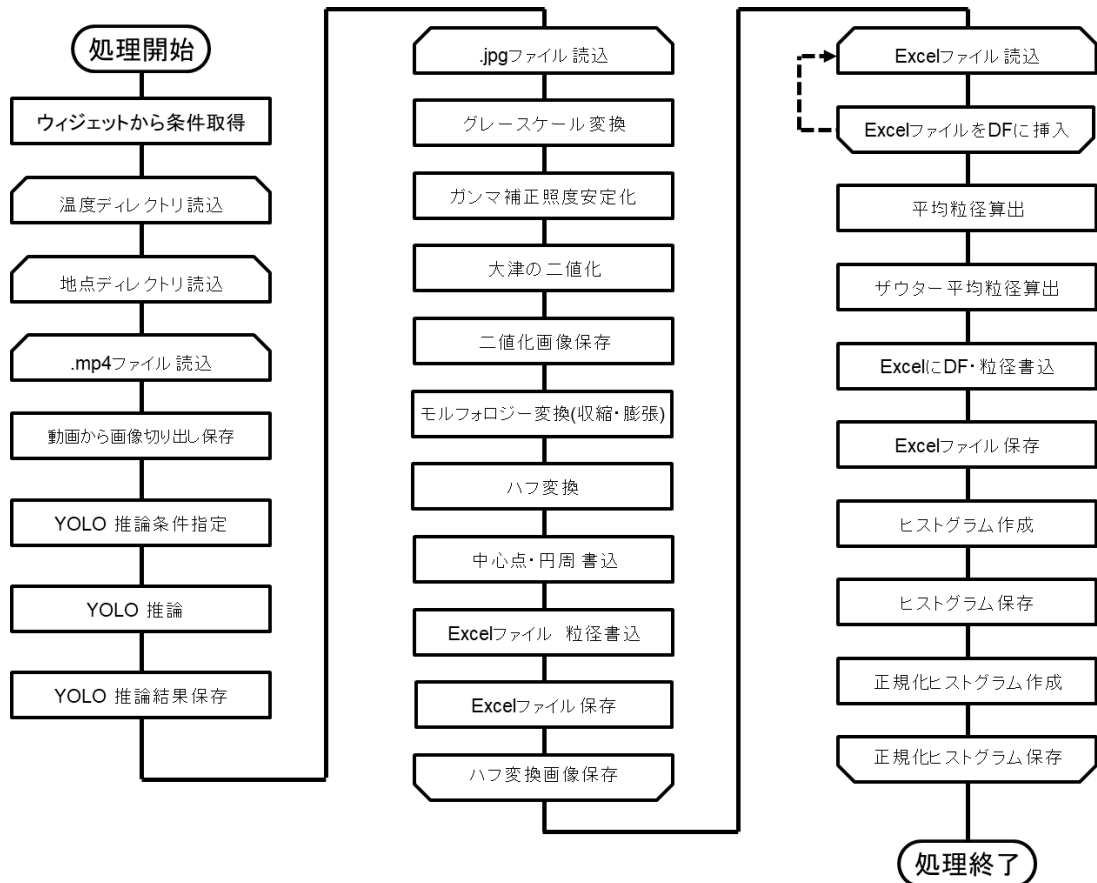 処理開始
ウィジェットから条件取得
温度ディレクトリ読込
地点ディレクトリ読込
.mp4ファイル 読込
動画から画像切り出し保存
YOLO 推論条件指定
YOLO 推論
YOLO 推論結果保存
.jpgファイル 読込
グレースケール変換
ガンマ補正照度安定化
大津の二値化
二値化画像保存
モルフォロジー変換(収縮・膨張)
ハフ変換
中心点・円周 書込
Excelファイル 粒径書込
Excelファイル 保存
ハフ変換画像保存
Excelファイル 読込
ExcelファイルをDFに挿入
平均粒径算出
ザウター平均粒径算出
ExcelにDF・粒径書込
Excelファイル 保存
ヒストグラム作成
ヒストグラム保存
正規化ヒストグラム作成
正規化ヒストグラム保存
処理終了